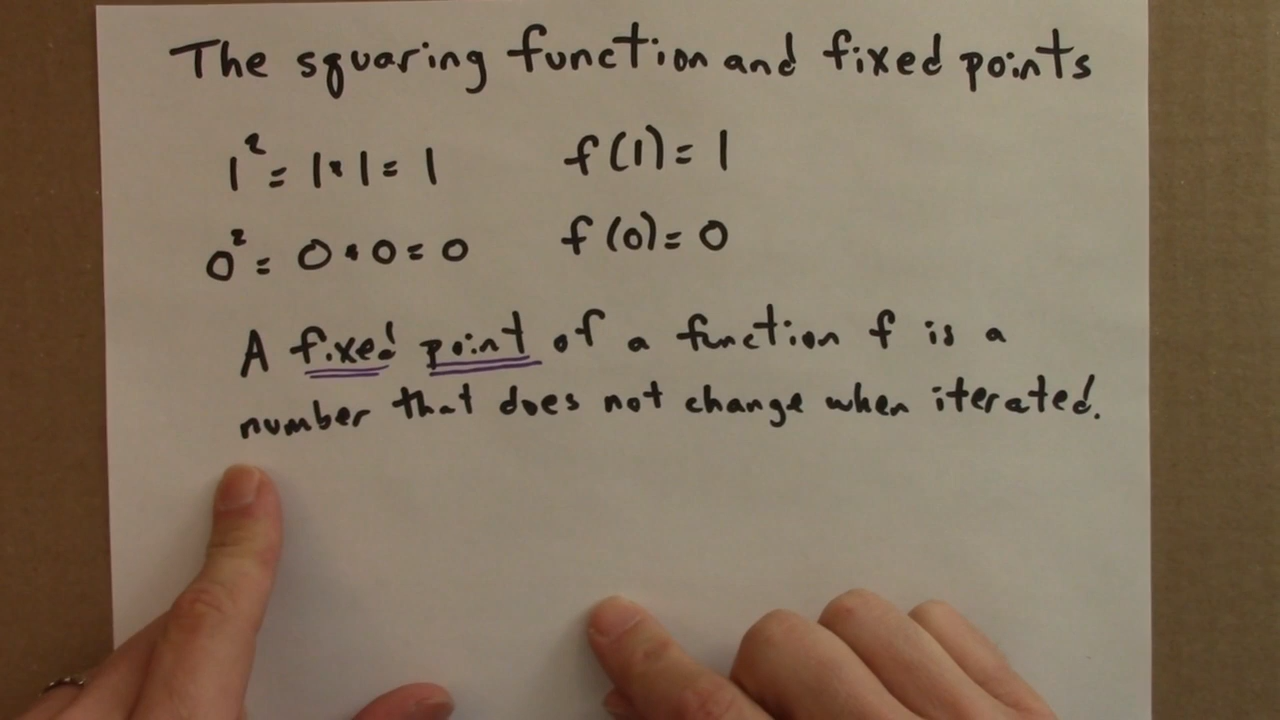 The squaring function and fixed points
1² = 1·1 = 1 f(1) = 1
0² = 0·0 = 0 f(0) = 0
A fixed point of a function f is a
number that does not change when iterated.